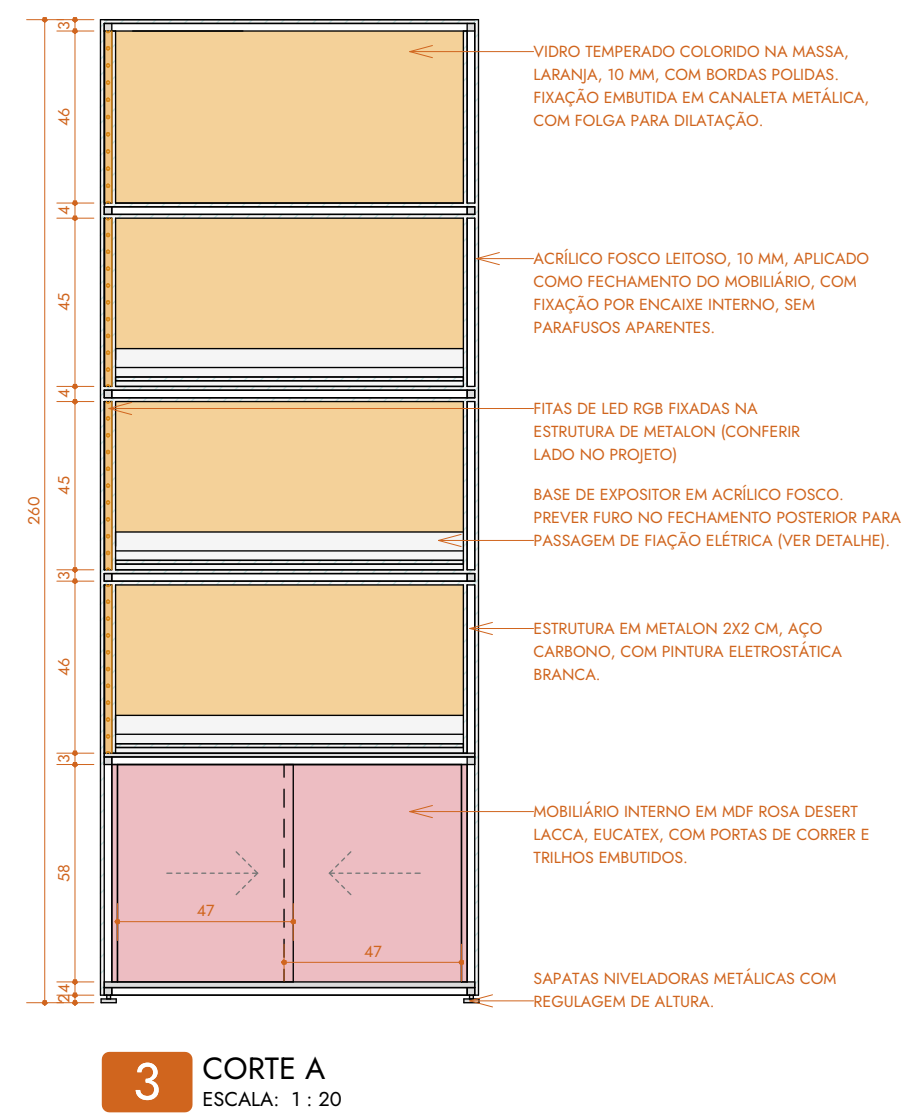 3
VIDRO TEMPERADO COLORIDO NA MASSA,
LARANJA, 10 MM, COM BORDAS POLIDAS.
FIXAÇÃO EMBUTIDA EM CANALETA METÁLICA,
COM FOLGA PARA DILATAÇÃO.
46
4
ACRÍLICO FOSCO LEITOSO, 10 MM, APLICADO
COMO FECHAMENTO DO MOBILIÁRIO, COM
FIXAÇÃO POR ENCAIXE INTERNO, SEM
PARAFUSOS APARENTES.
45
4
FITAS DE LED RGB FIXADAS NA
ESTRUTURA DE METALON (CONFERIR
LADO NO PROJETO)
45
260
BASE DE EXPOSITOR EM ACRÍLICO FOSCO.
PREVER FURO NO FECHAMENTO POSTERIOR PARA
PASSAGEM DE FIAÇÃO ELÉTRICA (VER DETALHE).
3
ESTRUTURA EM METALON 2X2 CM, AÇO
CARBONO, COM PINTURA ELETROSTÁTICA
BRANCA.
46
3
MOBILIÁRIO INTERNO EM MDF ROSA DESERT
LACCA, EUCATEX, COM PORTAS DE CORRER E
TRILHOS EMBUTIDOS.
58
47
47
SAPATAS NIVELADORAS METÁLICAS COM
REGULAGEM DE ALTURA.
4
2
3
CORTE A
ESCALA: 1 : 20